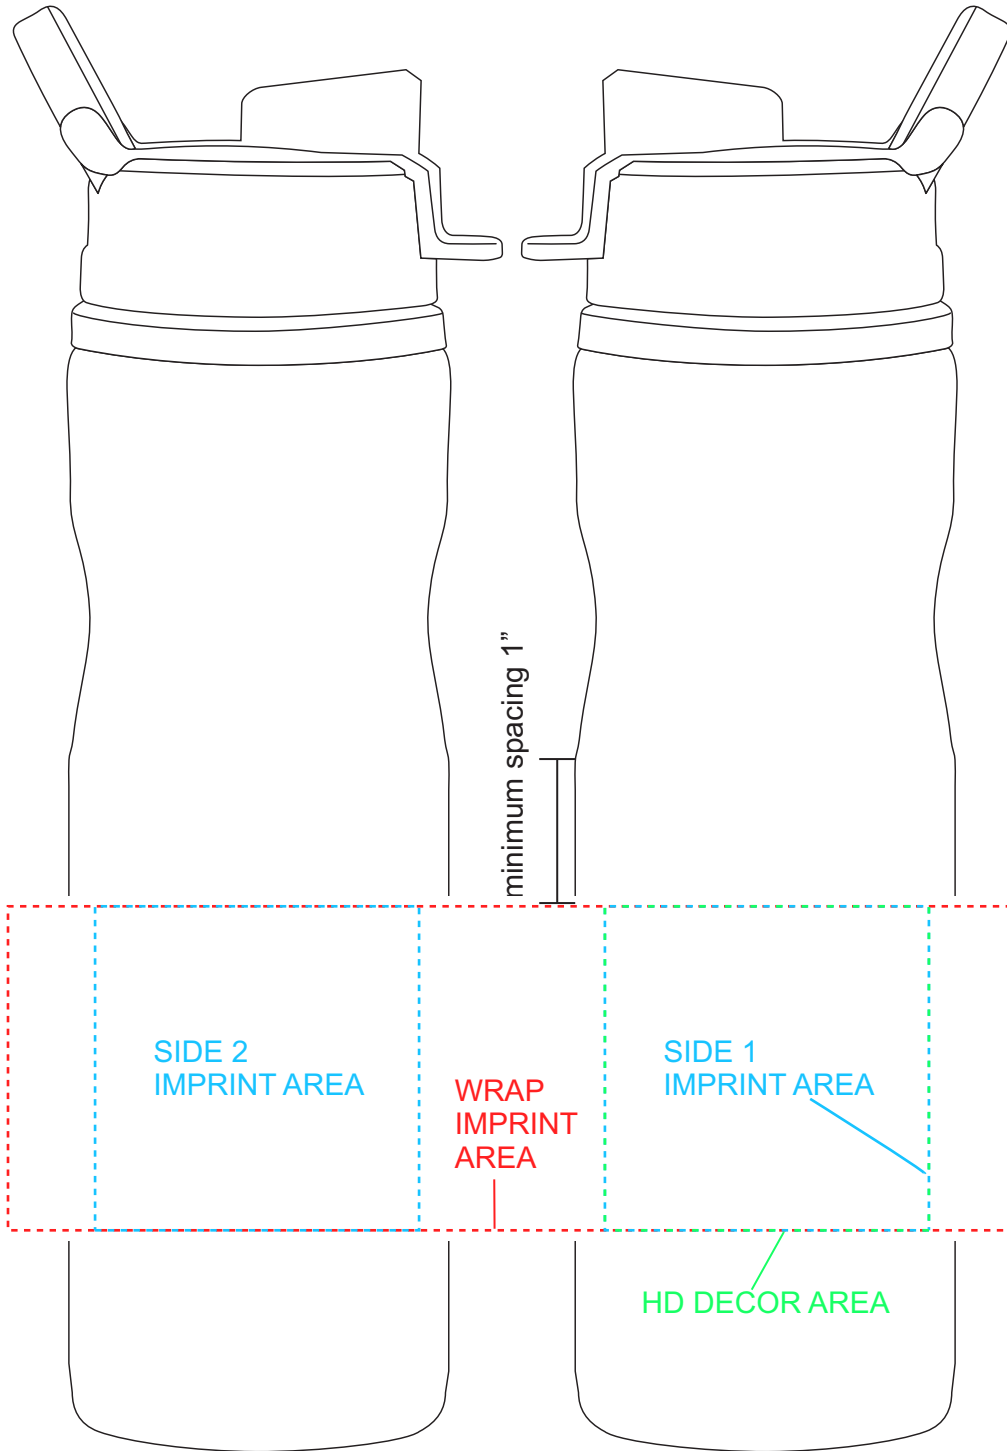 minimum spacing 1”
SIDE 2
IMPRINT AREA
WRAP
IMPRINT
AREA
SIDE 1
IMPRINT AREA
HD DECOR AREA